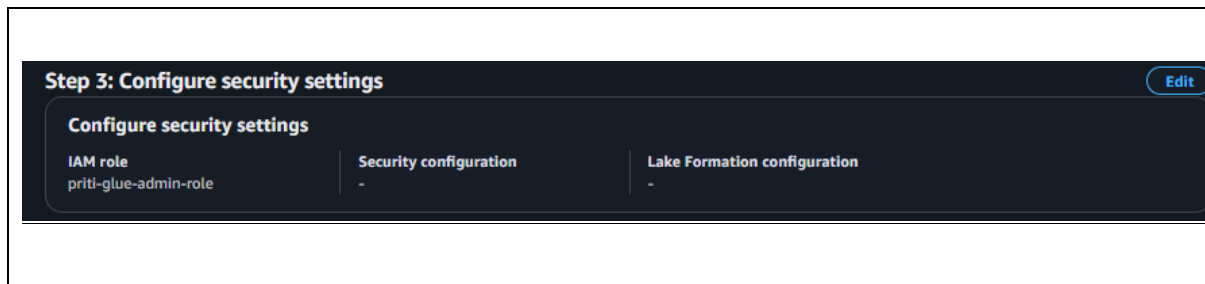 Step 3: Configure security settings
Edit
Configure security settings
IAM role
Security configuration
Lake Formation configuration
priti-glue-admin-role
-
-